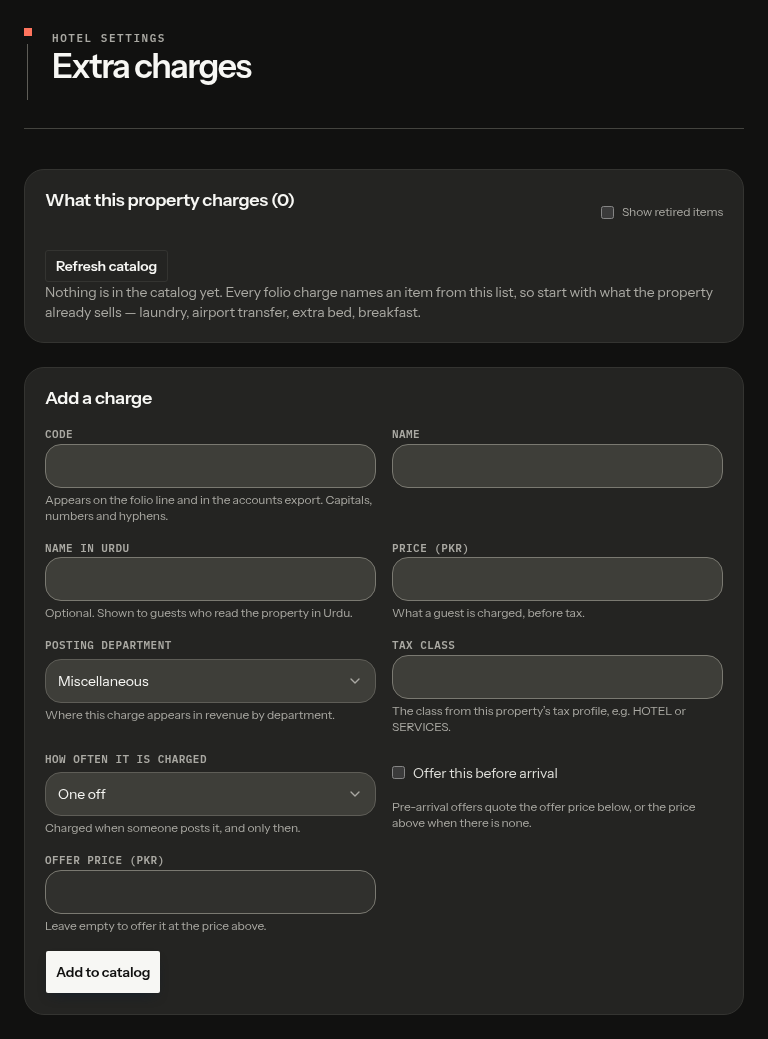 HOTEL SETTINGS
Extra charges
What this property charges (0)
Show retired items
Refresh catalog
Nothing is in the catalog yet. Every folio charge names an item from this list, so start with what the property
already sells — laundry, airport transfer, extra bed, breakfast.
Add a charge
CODE
NAME
Appears on the folio line and in the accounts export. Capitals,
numbers and hyphens.
NAME IN URDU
PRICE (PKR)
Optional. Shown to guests who read the property in Urdu.
What a guest is charged, before tax.
POSTING DEPARTMENT
TAX CLASS
Miscellaneous
Where this charge appears in revenue by department.
The class from this property's tax profile, e.g. HOTEL or
SERVICES.
HOW OFTEN IT IS CHARGED
Offer this before arrival
One off
Pre-arrival offers quote the offer price below, or the price
above when there is none.
Charged when someone posts it, and only then.
OFFER PRICE (PKR)
Leave empty to offer it at the price above.
Add to catalog